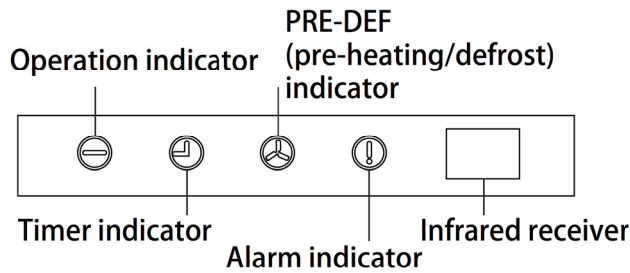 PRE-DEF
(pre-heating/defrost)
indicator
Operation indicator
Timer indicator
Alarm indicator
Infrared receiver